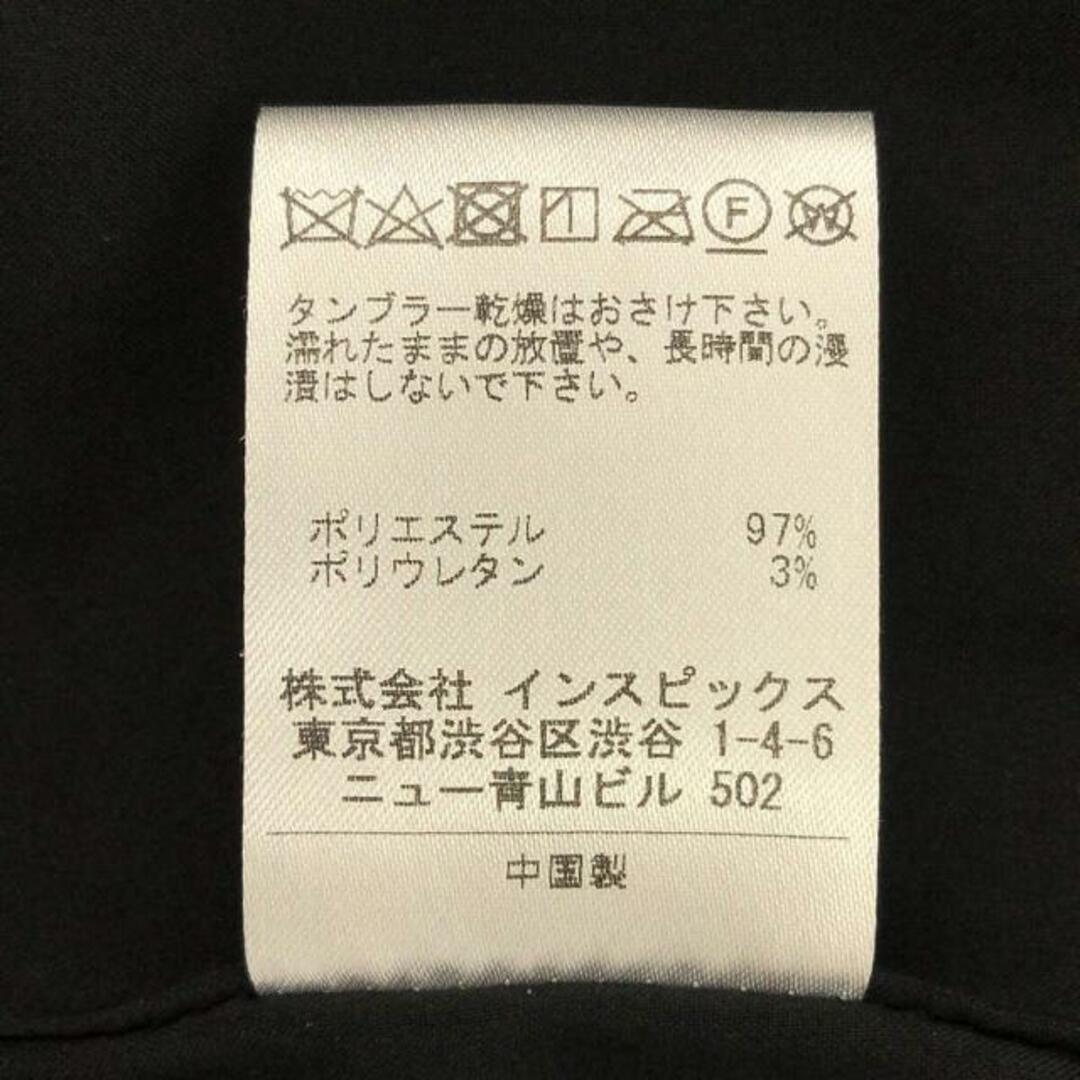 F W
タンブラー乾燥はおさけ下さい。
濡れたままの放置や、長時間の浸
漬はしないで下さい。
ポリエステル 97%
ポリウレタン 3%
株式会社 インスピックス
東京都渋谷区渋谷 1-4-6
ニュー青山ビル 502
中国製